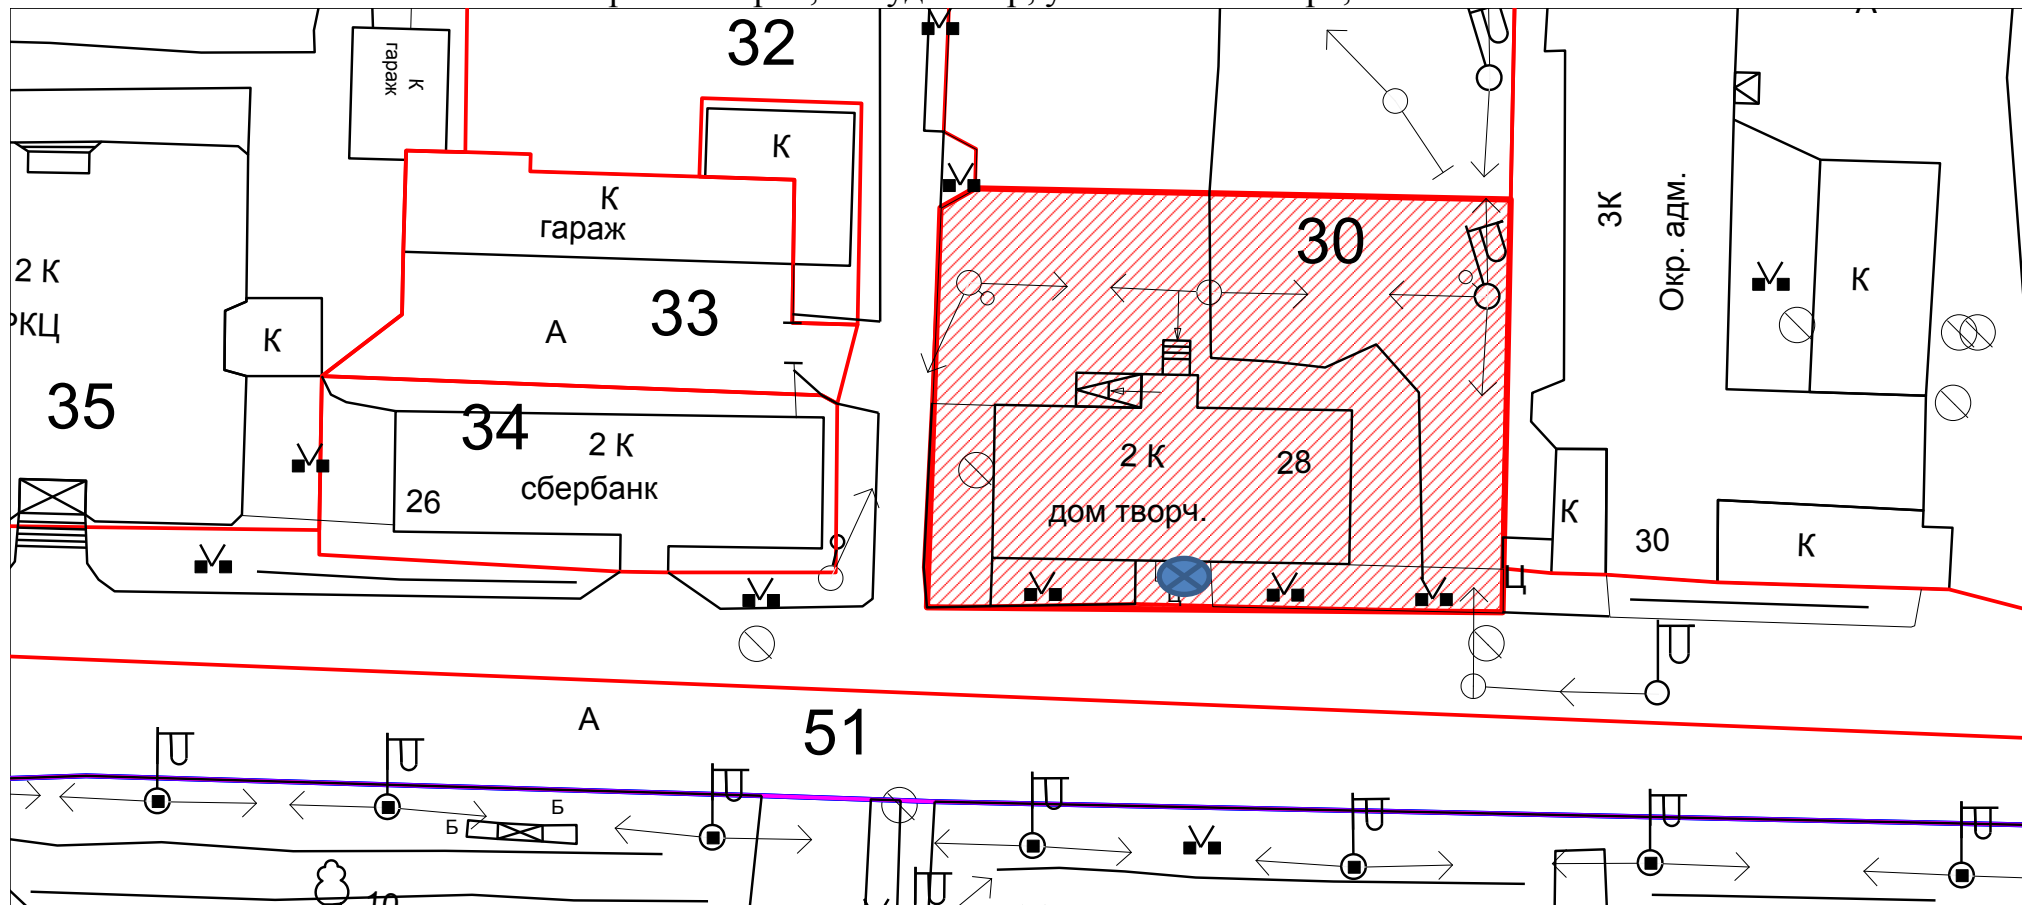 32
К
гараж
К
К
гараж
2 К
РКЦ
К
А
33
35
34
2 К
сбербанк
26
30
2 К
28
дом творч.
3К
Окр. адм.
К
К
30
К
А
51
Б
Б